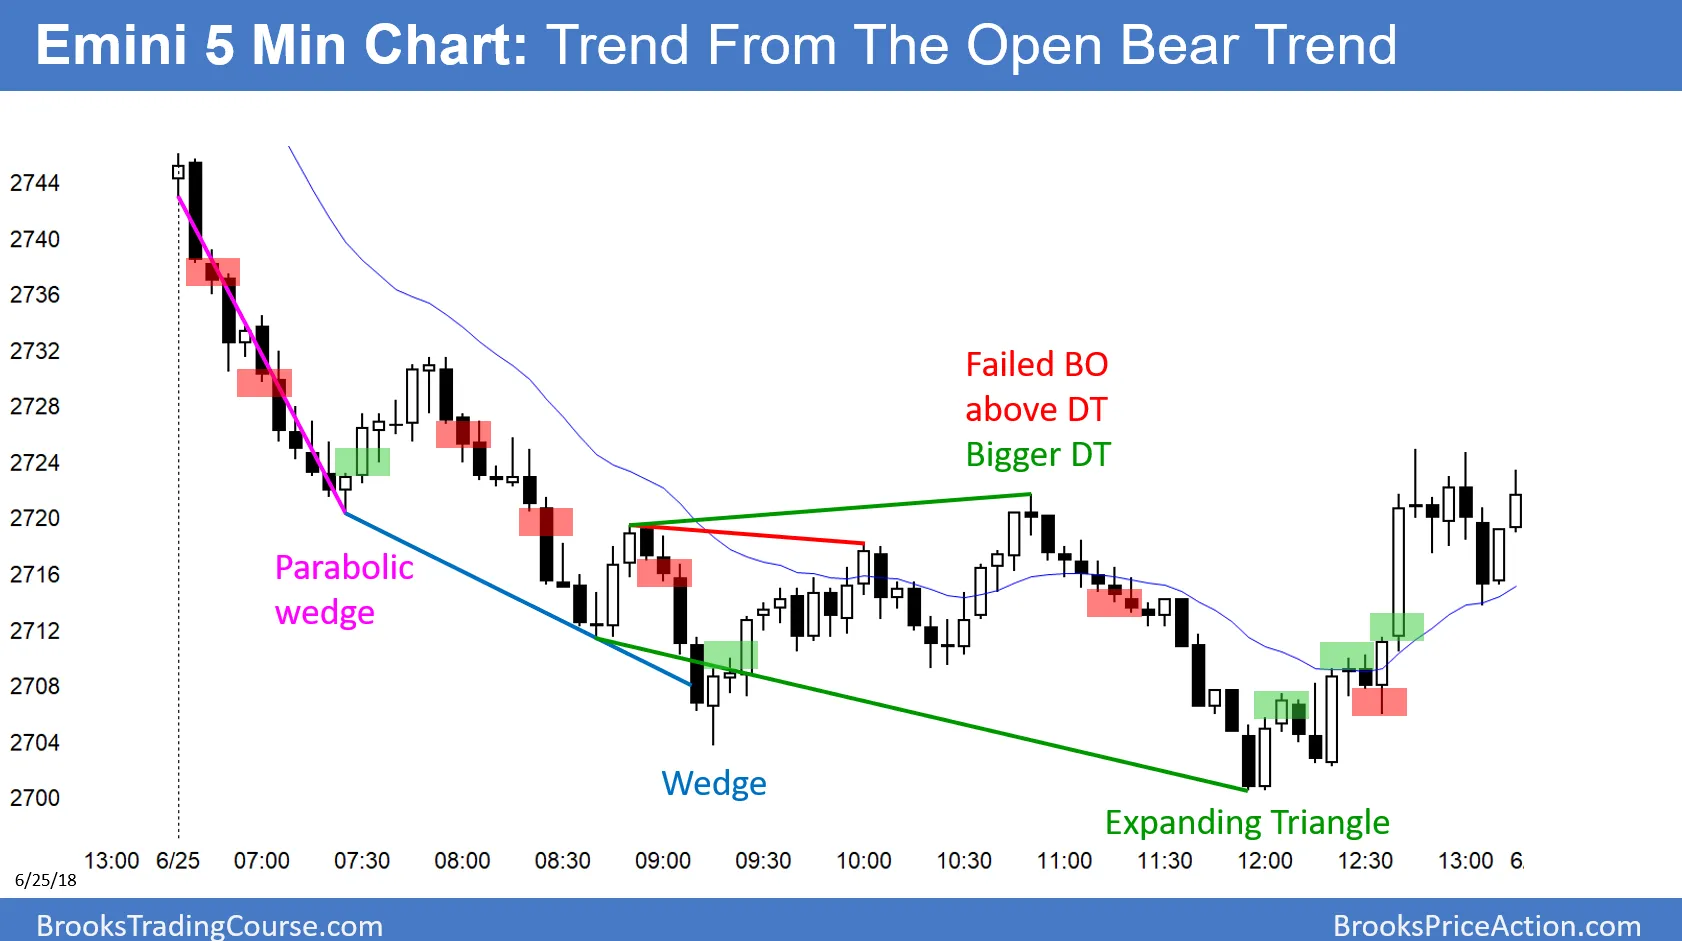 Emini 5 Min Chart: Trend From The Open Bear Trend
2744
2740
2736
2732
2728
2724
2720
2716
2712
2708
2704
2700
Failed BO
above DT
Bigger DT
Parabolic
wedge
Wedge
Expanding Triangle
13:00 6/25 07:00 07:30 08:00 08:30 09:00 09:30 10:00 10:30 11:00 11:30 12:00 12:30 13:00 6.
6/25/18
BrooksTradingCourse.com
BrooksPriceAction.com